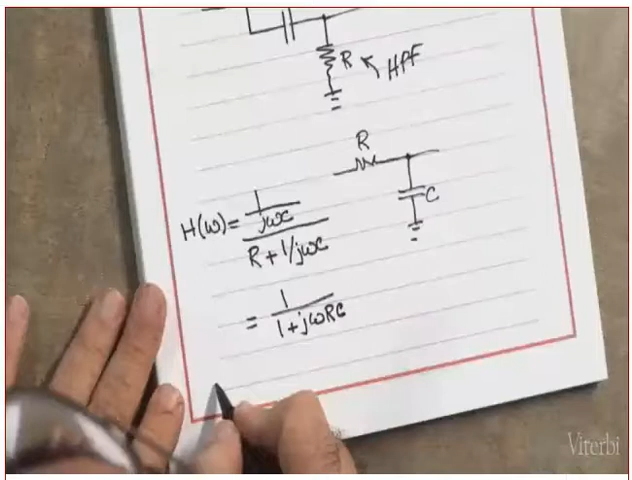 R
HPF
R
C
H(ω) = 1/jωC / R + 1/jωC
= 1 / 1 + jωRC
Viterbi